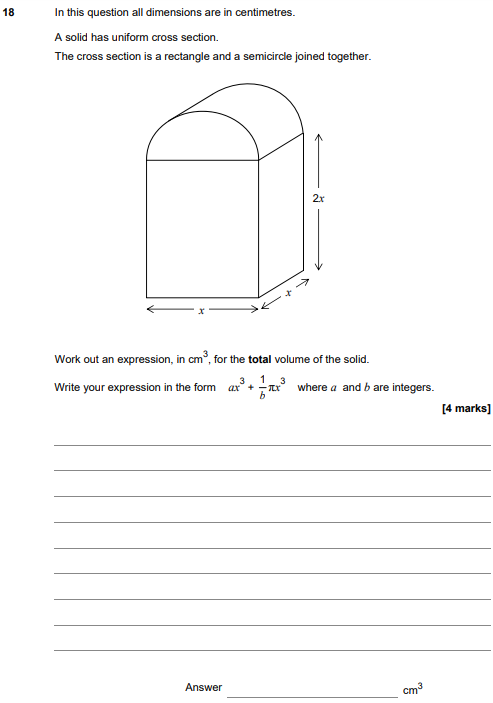 18 In this question all dimensions are in centimetres.
A solid has uniform cross section.
The cross section is a rectangle and a semicircle joined together.
2x
x
x
Work out an expression, in cm³, for the total volume of the solid.
Write your expression in the form ax³ + 1/b πx³ where a and b are integers.
[4 marks]
Answer cm³